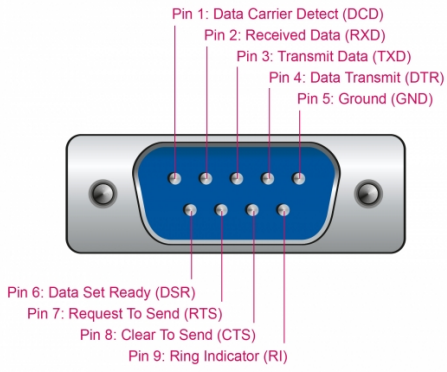 Pin 1: Data Carrier Detect (DCD)
Pin 2: Received Data (RXD)
Pin 3: Transmit Data (TXD)
Pin 4: Data Transmit (DTR)
Pin 5: Ground (GND)
Pin 6: Data Set Ready (DSR)
Pin 7: Request To Send (RTS)
Pin 8: Clear To Send (CTS)
Pin 9: Ring Indicator (RI)